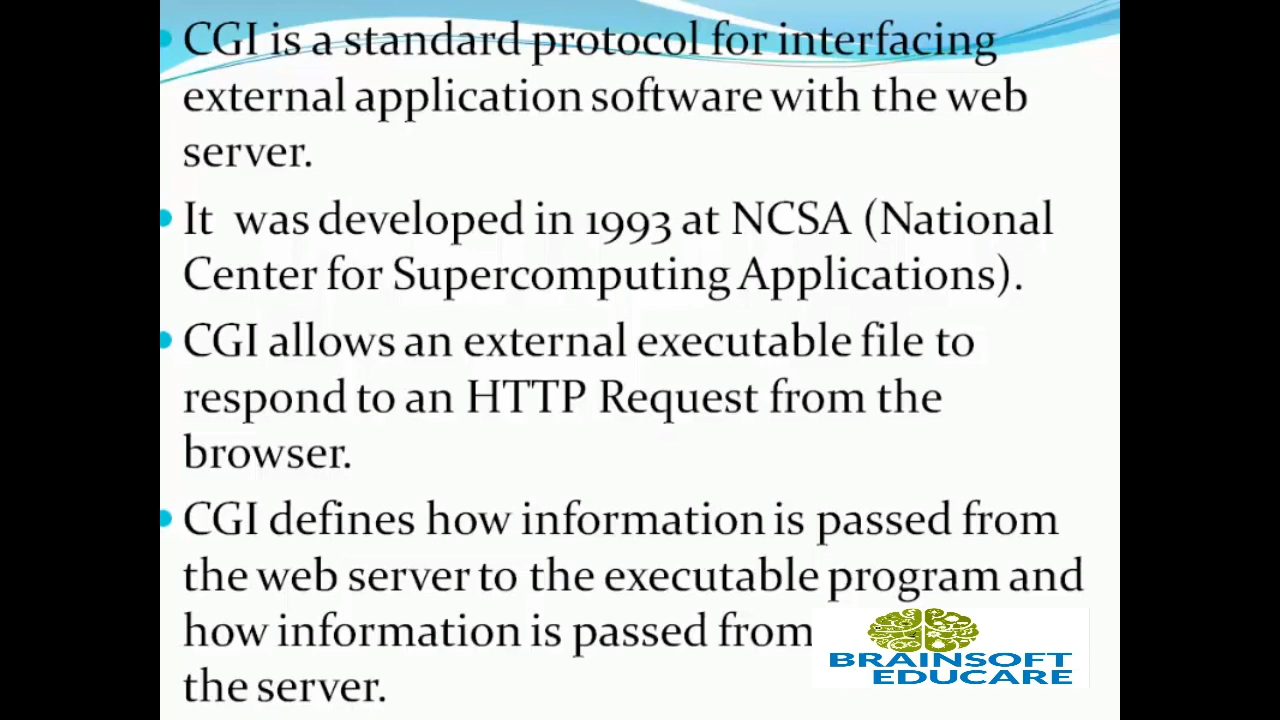 CGI is a standard protocol for interfacing
external application software with the web
server.
It was developed in 1993 at NCSA (National
Center for Supercomputing Applications).
CGI allows an external executable file to
respond to an HTTP Request from the
browser.
CGI defines how information is passed from
the web server to the executable program and
how information is passed from
the server.
BRAINSOFT
EDUCARE